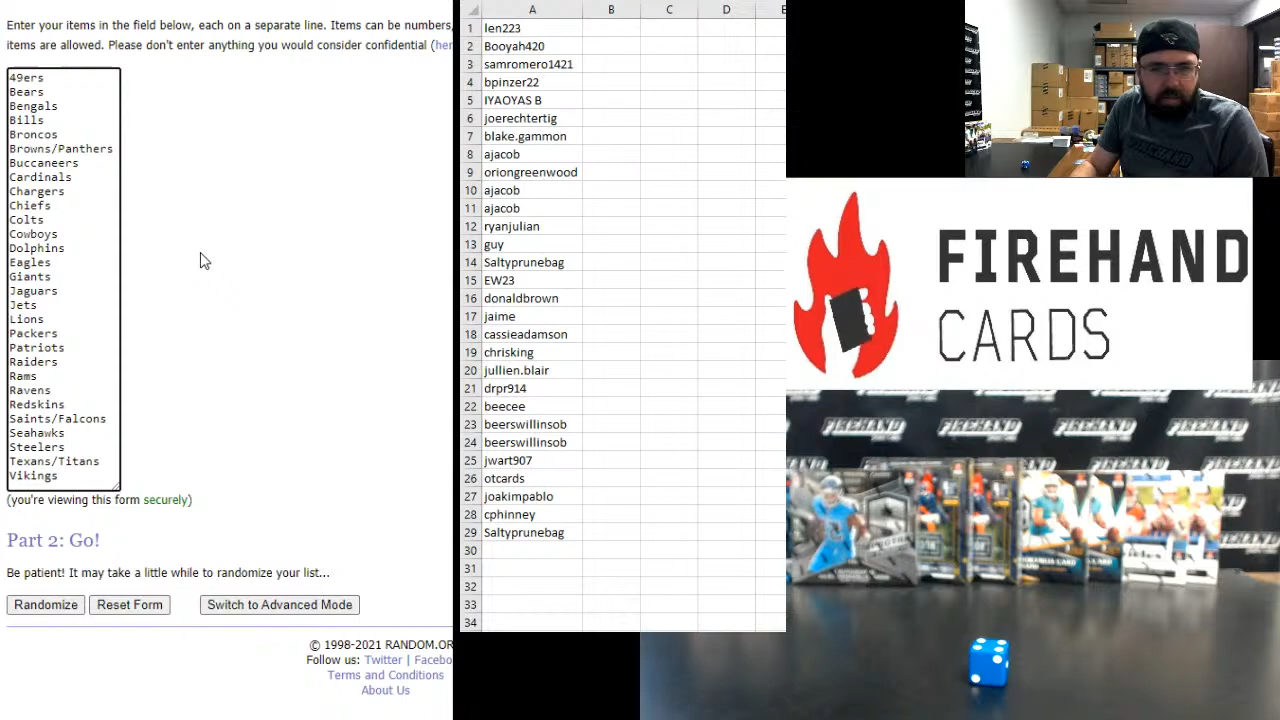 Enter your items in the field below, each on a separate line. Items can be numbers,
items are allowed. Please don't enter anything you would consider confidential (her
49ers
Bears
Bengals
Bills
Broncos
Browns/Panthers
Buccaneers
Cardinals
Chargers
Chiefs
Colts
Cowboys
Dolphins
Eagles
Giants
Jaguars
Jets
Lions
Packers
Patriots
Raiders
Rams
Ravens
Redskins
Saints/Falcons
Seahawks
Steelers
Texans/Titans
Vikings
(you're viewing this form securely)
Part 2: Go!
Be patient! It may take a little while to randomize your list...
Randomize
Reset Form
Switch to Advanced Mode
© 1998-2021 RANDOM.OR
Follow us: Twitter | Facebo
Terms and Conditions
About Us
A B C D E
1 len223
2 Booyah420
3 samromero1421
4 bpinzer22
5 IYAOYAS B
6 joerechtertig
7 blake.gammon
8 ajacob
9 oriongreenwood
10 ajacob
11 ajacob
12 ryanjulian
13 guy
14 Saltyprunebag
15 EW23
16 donaldbrown
17 jaime
18 cassieadamson
19 chrisking
20 jullien.blair
21 drpr914
22 beecee
23 beerswillinsob
24 beerswillinsob
25 jwart907
26 otcards
27 joakimpablo
28 cphinney
29 Saltyprunebag
30
31
32
33
34
FIREHAND
FIREHAND
CARDS
FIREHAND
FIREHAND
FIREHAND